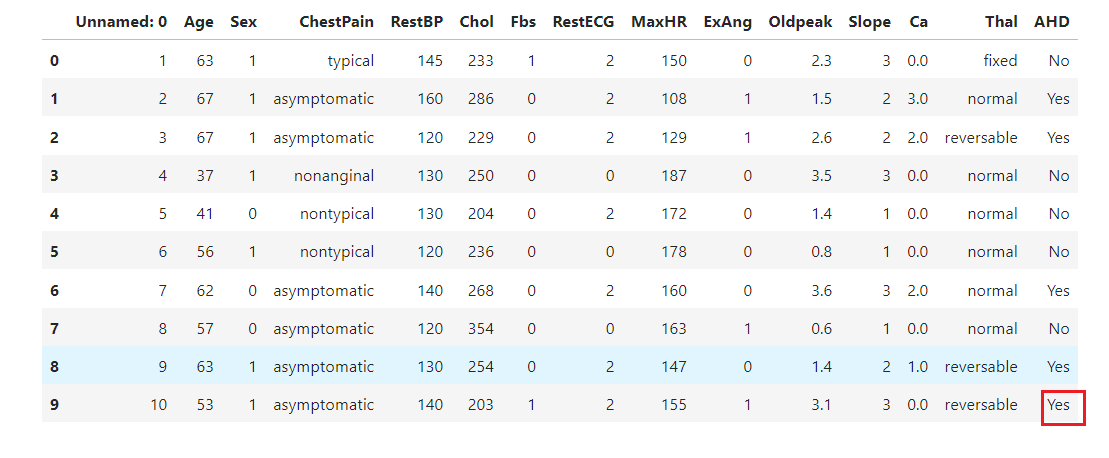 Unnamed: 0 Age Sex ChestPain RestBP Chol Fbs RestECG MaxHR ExAng Oldpeak Slope Ca Thal AHD
0 1 63 1 typical 145 233 1 2 150 0 2.3 3 0.0 fixed No
1 2 67 1 asymptomatic 160 286 0 2 108 1 1.5 2 3.0 normal Yes
2 3 67 1 asymptomatic 120 229 0 2 129 1 2.6 2 2.0 reversable Yes
3 4 37 1 nonanginal 130 250 0 0 187 0 3.5 3 0.0 normal No
4 5 41 0 nontypical 130 204 0 2 172 0 1.4 1 0.0 normal No
5 6 56 1 nontypical 120 236 0 0 178 0 0.8 1 0.0 normal No
6 7 62 0 asymptomatic 140 268 0 2 160 0 3.6 3 2.0 normal Yes
7 8 57 0 asymptomatic 120 354 0 0 163 1 0.6 1 0.0 normal No
8 9 63 1 asymptomatic 130 254 0 2 147 0 1.4 2 1.0 reversable Yes
9 10 53 1 asymptomatic 140 203 1 2 155 1 3.1 3 0.0 reversable Yes